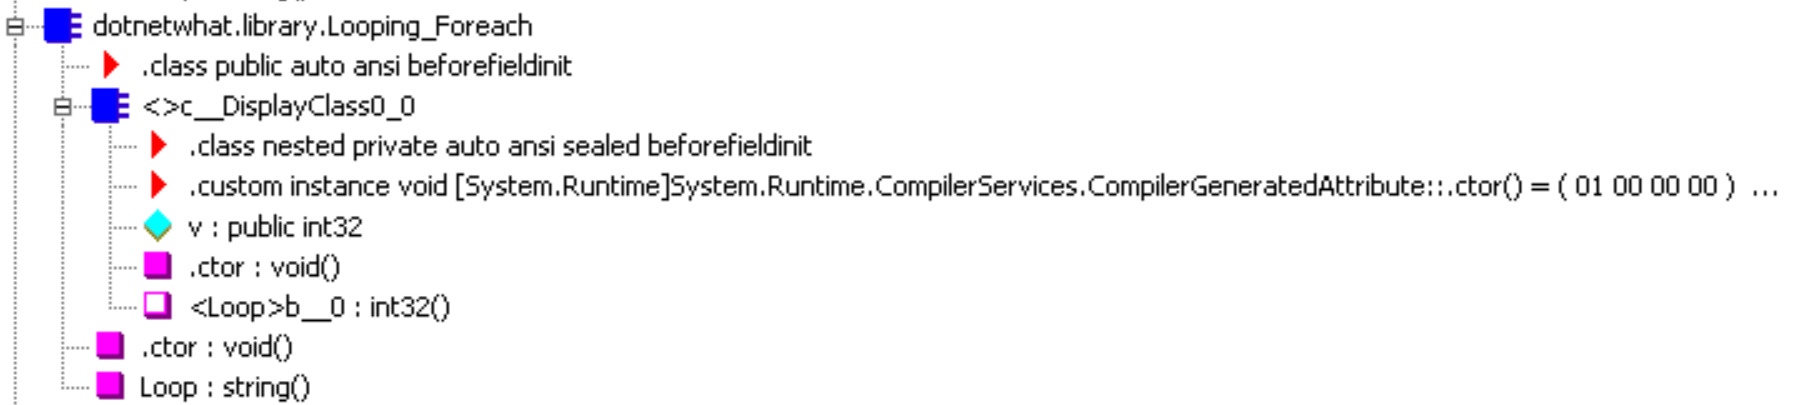 dotnetwhat.library.Looping_Foreach
.class public auto ansi beforefieldinit
<>c__DisplayClass0_0
.class nested private auto ansi sealed beforefieldinit
.custom instance void [System.Runtime]System.Runtime.CompilerServices.CompilerGeneratedAttribute::.ctor() = ( 01 00 00 00 ) ...
v : public int32
.ctor : void()
<Loop>b__0 : int32()
.ctor : void()
Loop : string()